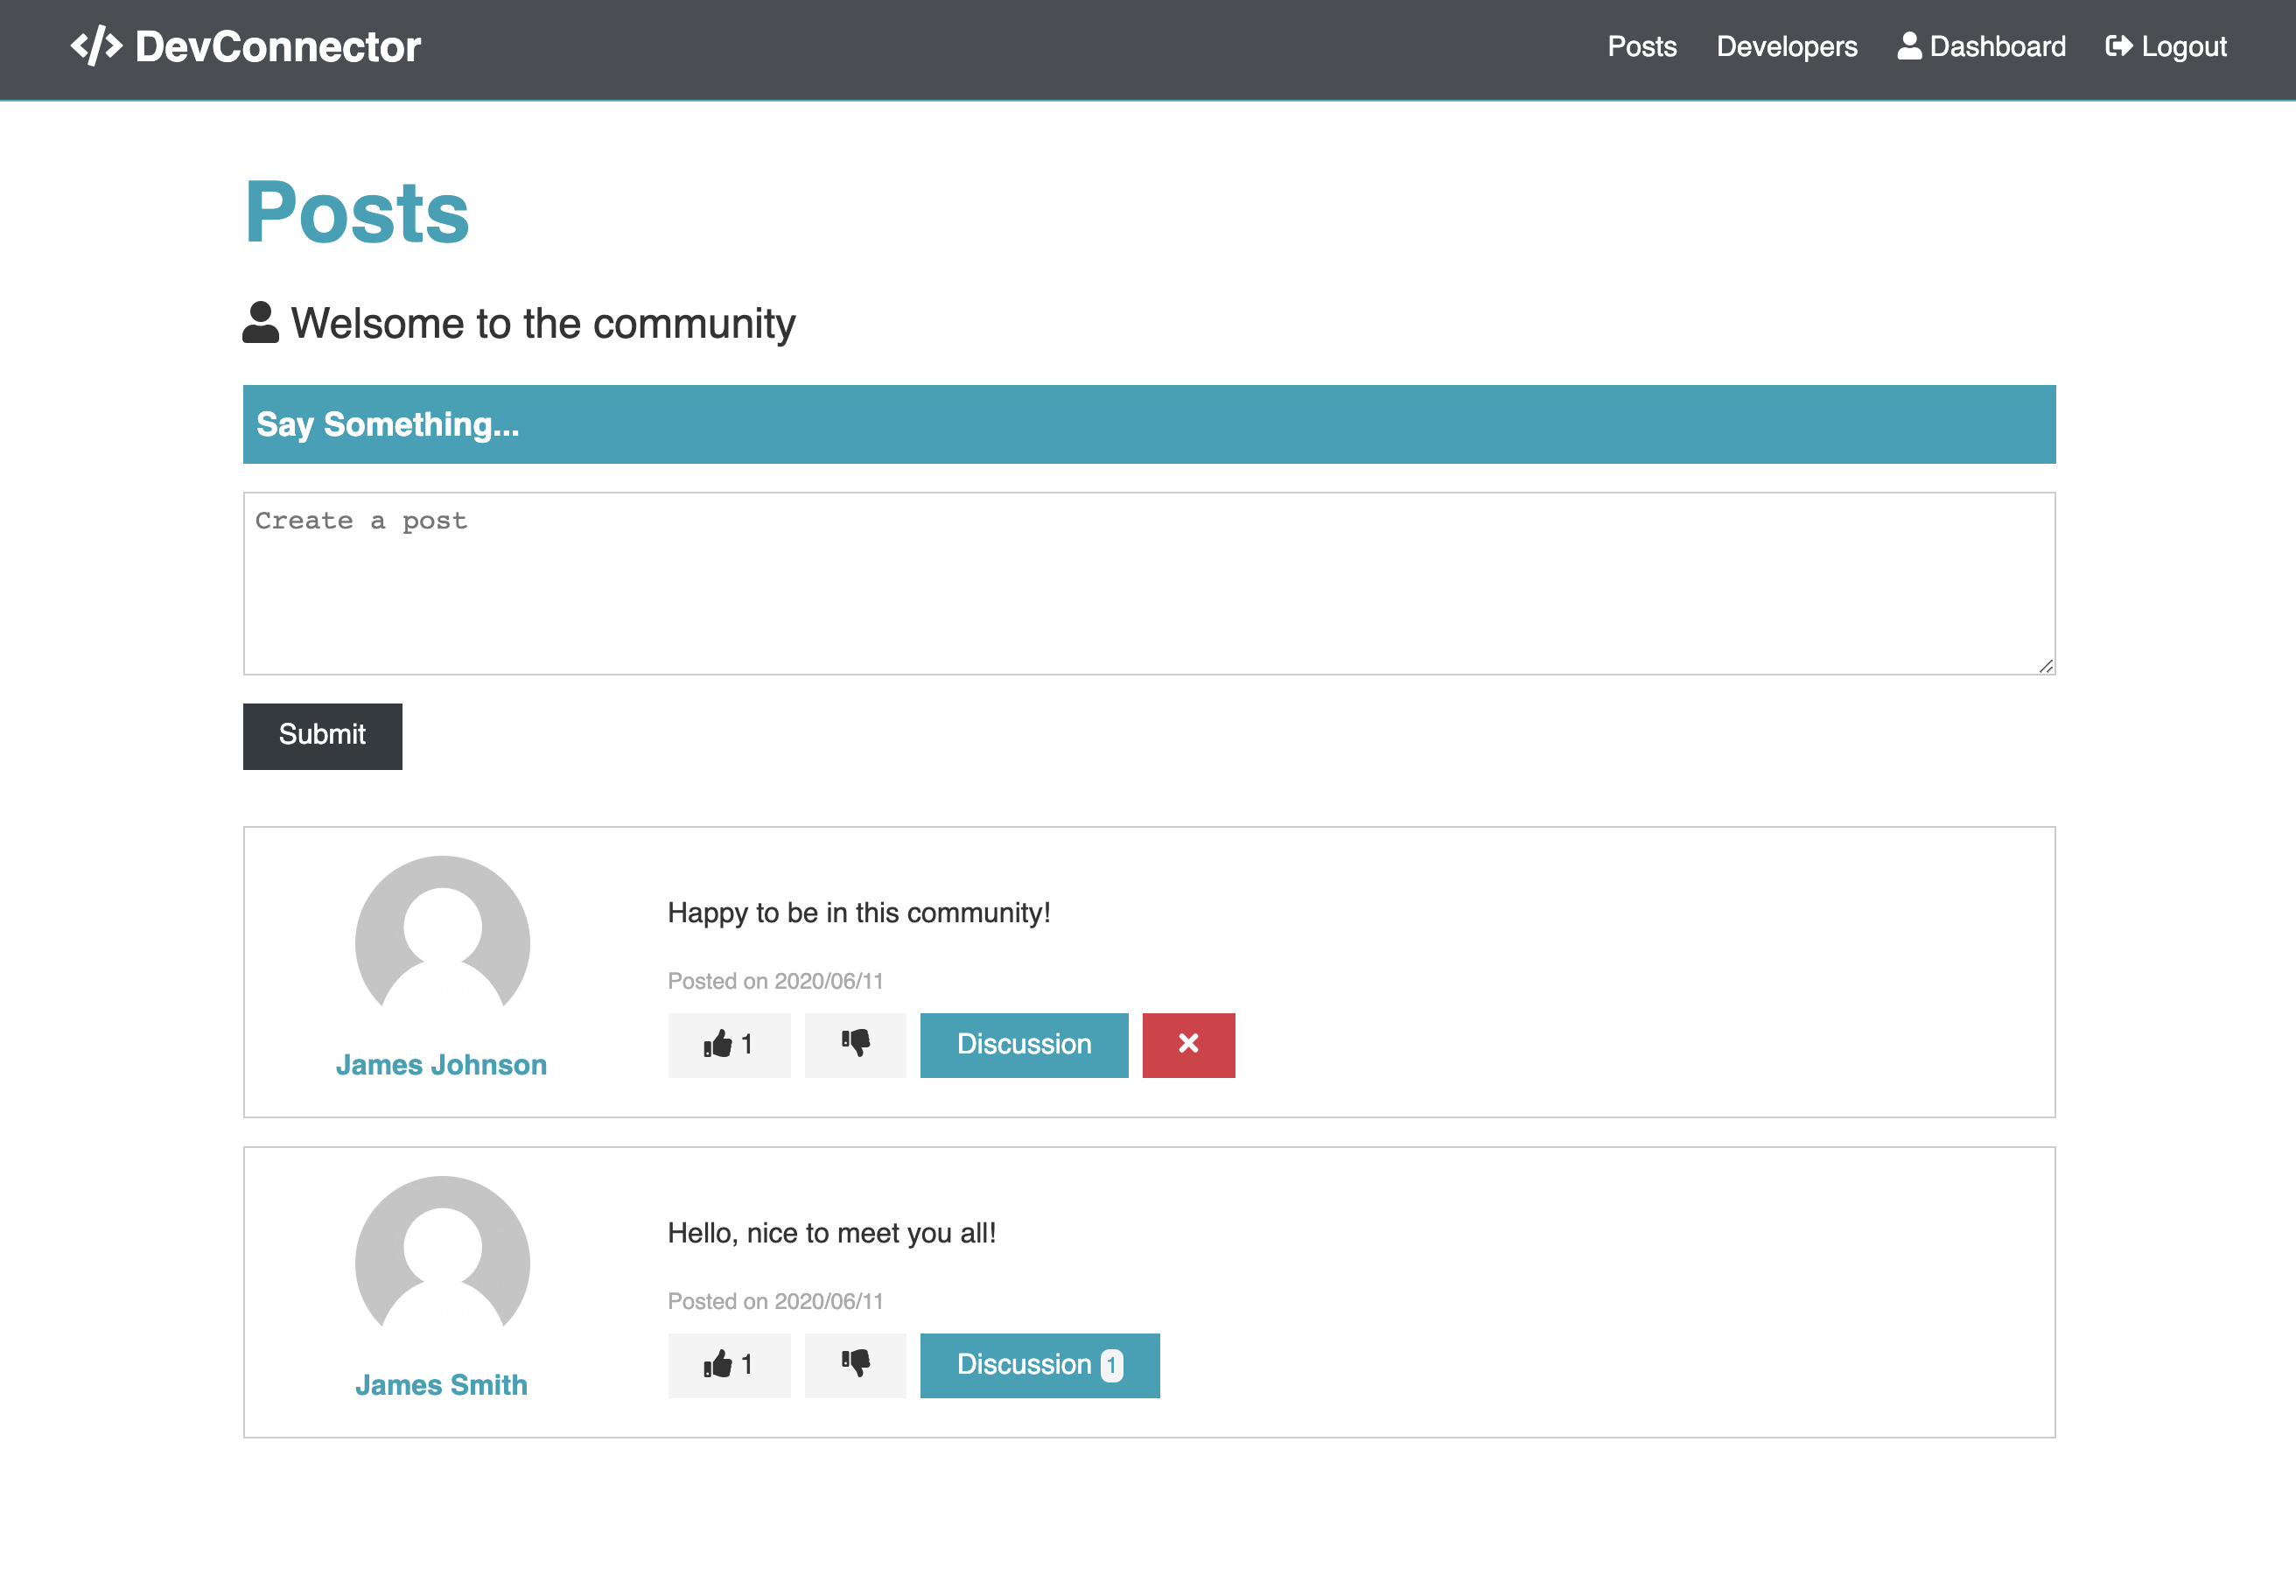 DevConnector
Posts Developers Dashboard Logout
Posts
Welsome to the community
Say Something...
Create a post
Submit
Happy to be in this community!
Posted on 2020/06/11
1 Discussion
James Johnson
Hello, nice to meet you all!
Posted on 2020/06/11
1 Discussion 1
James Smith